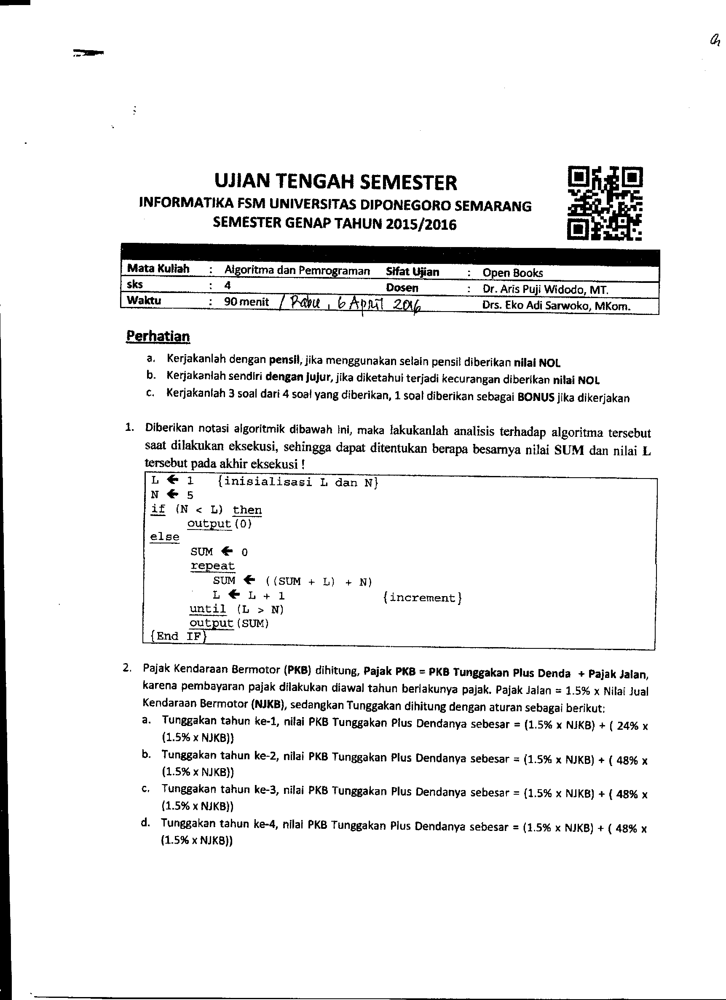 UJIAN TENGAH SEMESTER
INFORMATIKA FSM UNIVERSITAS DIPONEGORO SEMARANG
SEMESTER GENAP TAHUN 2015/2016
Mata Kuliah : Algoritma dan Pemrograman Sifat Ujian : Open Books
sks : 4 Dosen : Dr. Aris Puji Widodo, MT.
Waktu : 90 menit / Rabu, 6 April 2016 Drs. Eko Adi Sarwoko, MKom.
Perhatian
a. Kerjakanlah dengan pensil, jika menggunakan selain pensil diberikan nilai NOL
b. Kerjakanlah sendiri dengan jujur, jika diketahui terjadi kecurangan diberikan nilai NOL
c. Kerjakanlah 3 soal dari 4 soal yang diberikan, 1 soal diberikan sebagai BONUS jika dikerjakan
1. Diberikan notasi algoritmik dibawah ini, maka lakukanlah analisis terhadap algoritma tersebut
saat dilakukan eksekusi, sehingga dapat ditentukan berapa besarnya nilai SUM dan nilai L
tersebut pada akhir eksekusi !
L ← 1 {inisialisasi L dan N}
N ← 5
if (N < L) then
output(0)
else
SUM ← 0
repeat
SUM ← ((SUM + L) + N)
L ← L + 1 {increment}
until (L > N)
output(SUM)
{End IF}
2. Pajak Kendaraan Bermotor (PKB) dihitung, Pajak PKB = PKB Tunggakan Plus Denda + Pajak Jalan,
karena pembayaran pajak dilakukan diawal tahun berlakunya pajak. Pajak Jalan = 1.5% x Nilai Jual
Kendaraan Bermotor (NJKB), sedangkan Tunggakan dihitung dengan aturan sebagai berikut:
a. Tunggakan tahun ke-1, nilai PKB Tunggakan Plus Dendanya sebesar = (1.5% x NJKB) + ( 24% x
(1.5% x NJKB))
b. Tunggakan tahun ke-2, nilai PKB Tunggakan Plus Dendanya sebesar = (1.5% x NJKB) + ( 48% x
(1.5% x NJKB))
c. Tunggakan tahun ke-3, nilai PKB Tunggakan Plus Dendanya sebesar = (1.5% x NJKB) + ( 48% x
(1.5% x NJKB))
d. Tunggakan tahun ke-4, nilai PKB Tunggakan Plus Dendanya sebesar = (1.5% x NJKB) + ( 48% x
(1.5% x NJKB))